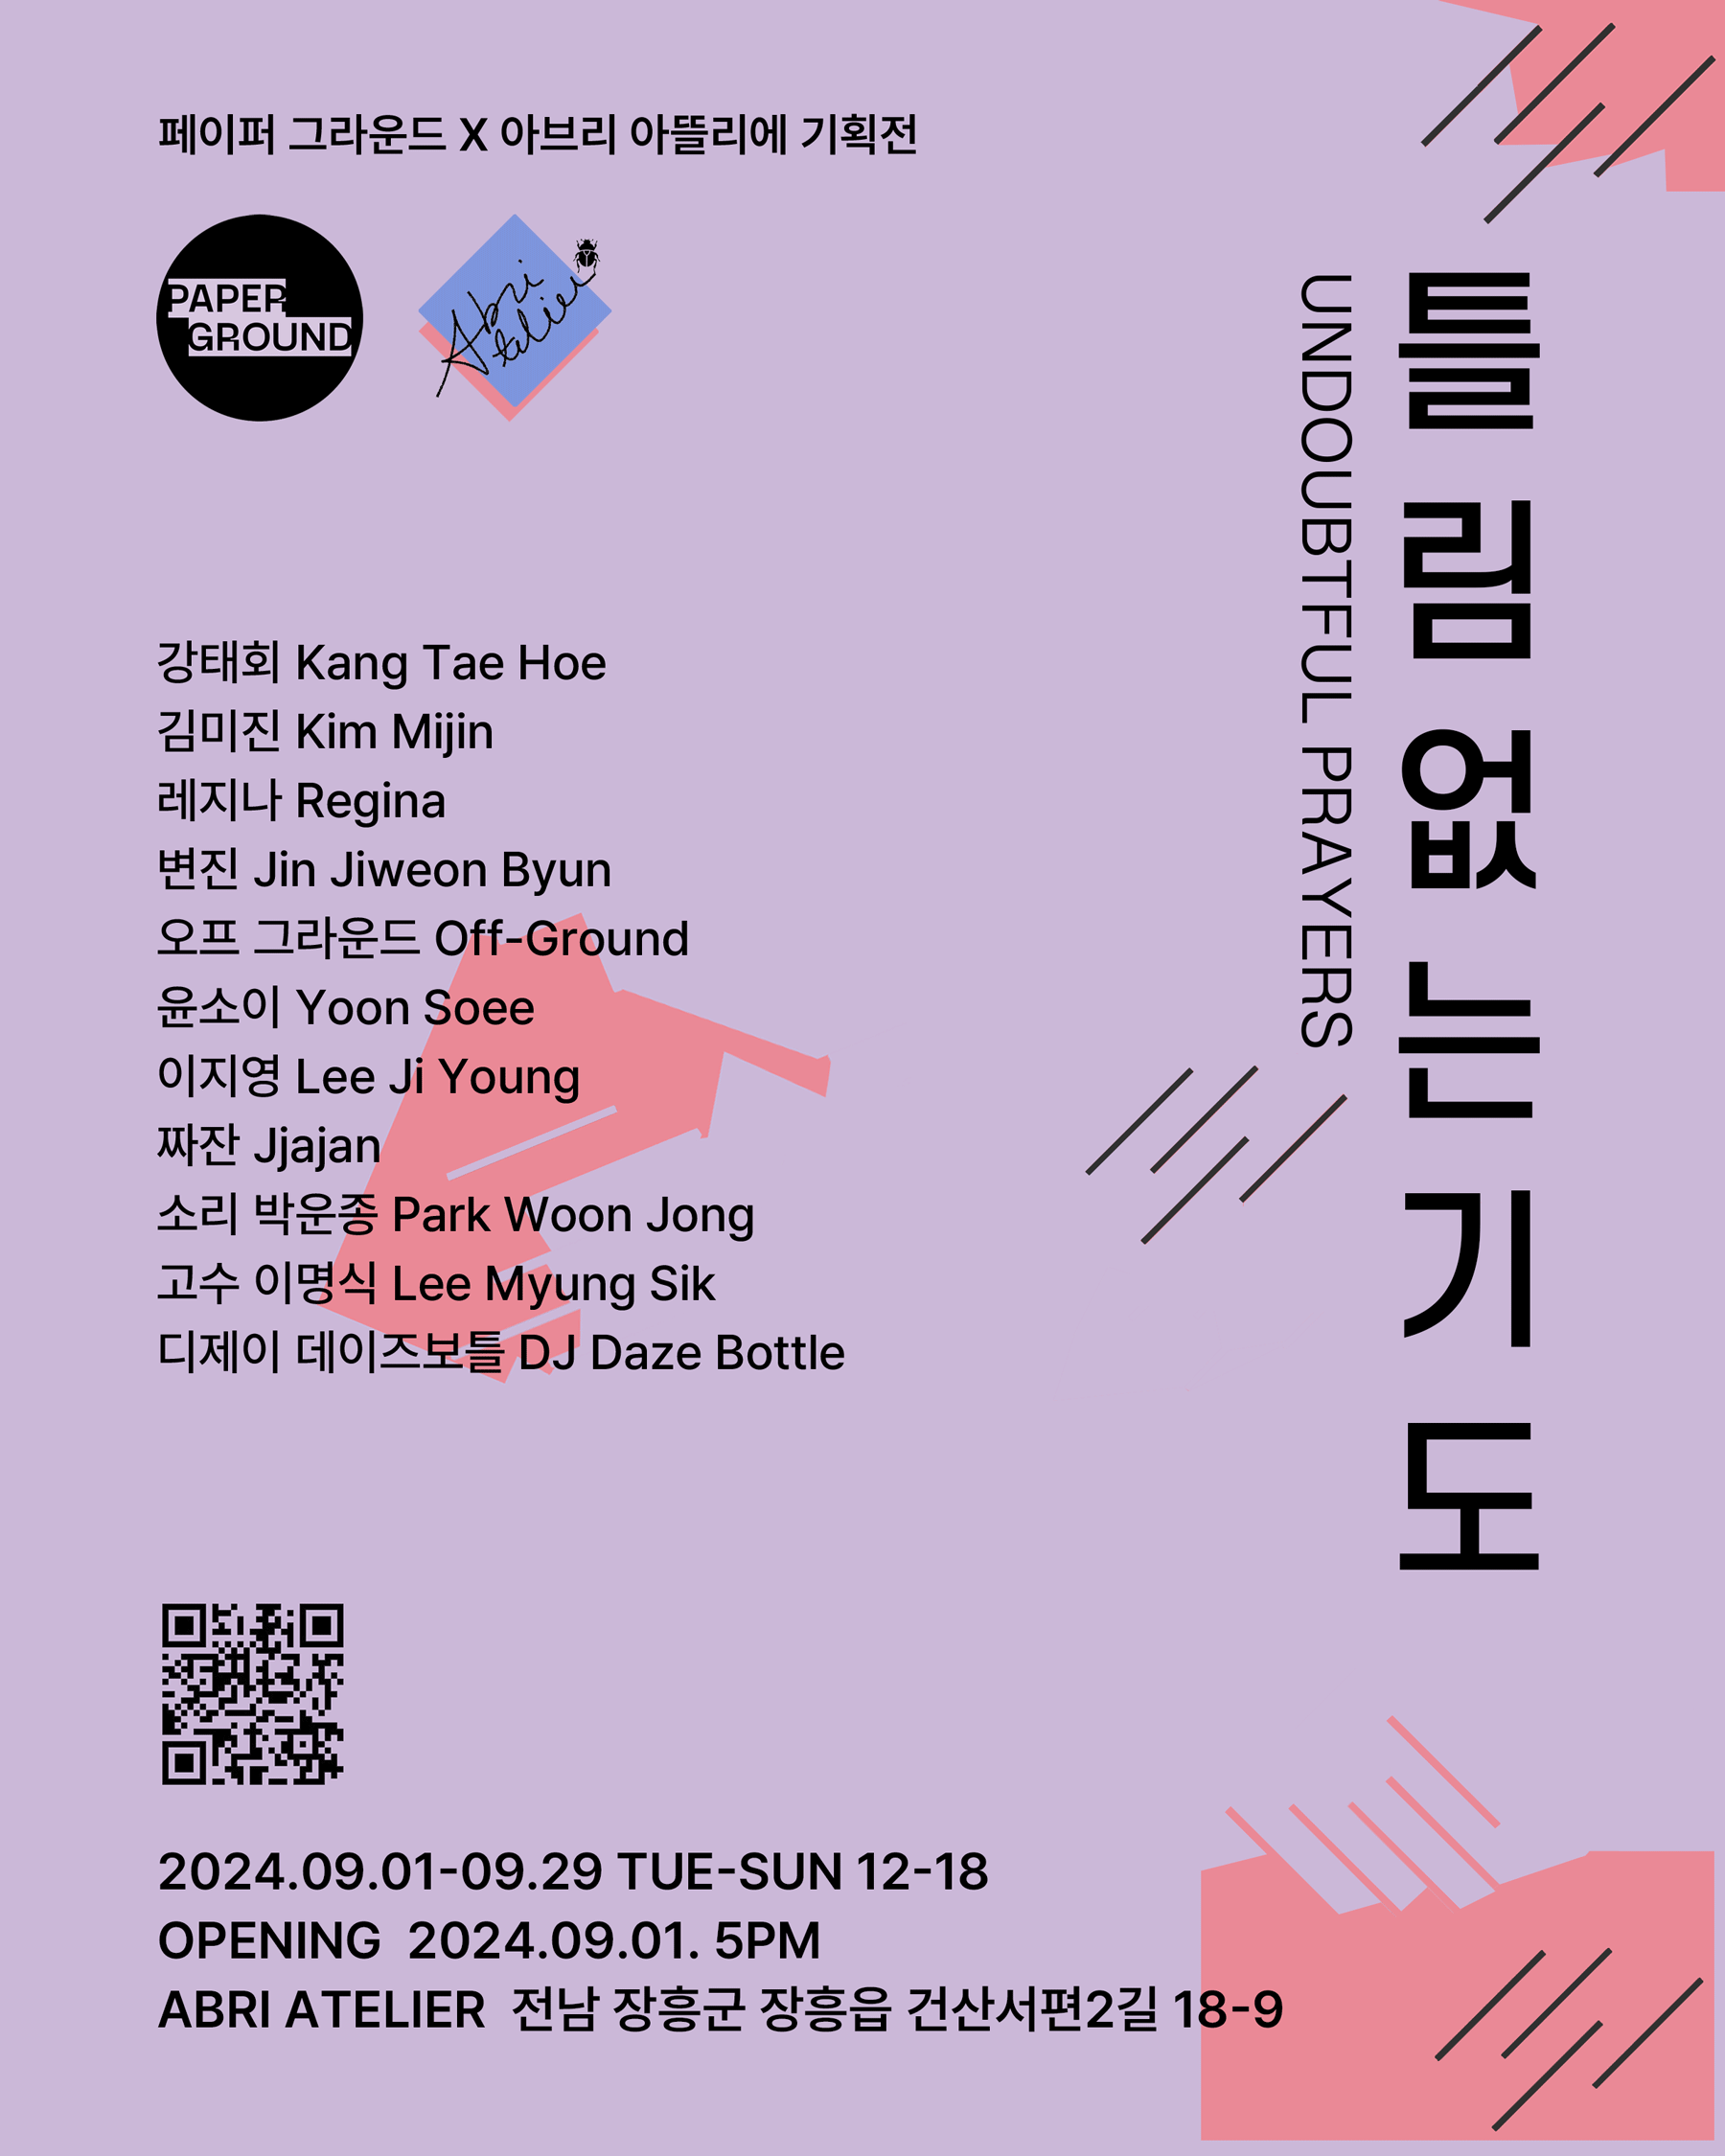 페이퍼 그라운드 X 아브리 아뜰리에 기획전
PAPER
GROUND
Abri
Atelier
틀림없는기도
UNDOUBTFUL PRAYERS
강태회 Kang Tae Hoe
김미진 Kim Mijin
레지나 Regina
변진 Jin Jiweon Byun
오프 그라운드 Off-Ground
윤소이 Yoon Soee
이지영 Lee Ji Young
짜잔 Jjajan
소리 박운종 Park Woon Jong
고수 이명식 Lee Myung Sik
디제이 데이즈보틀 DJ Daze Bottle
2024.09.01-09.29 TUE-SUN 12-18
OPENING 2024.09.01. 5PM
ABRI ATELIER 전남 장흥군 장흥읍 건산서편2길 18-9